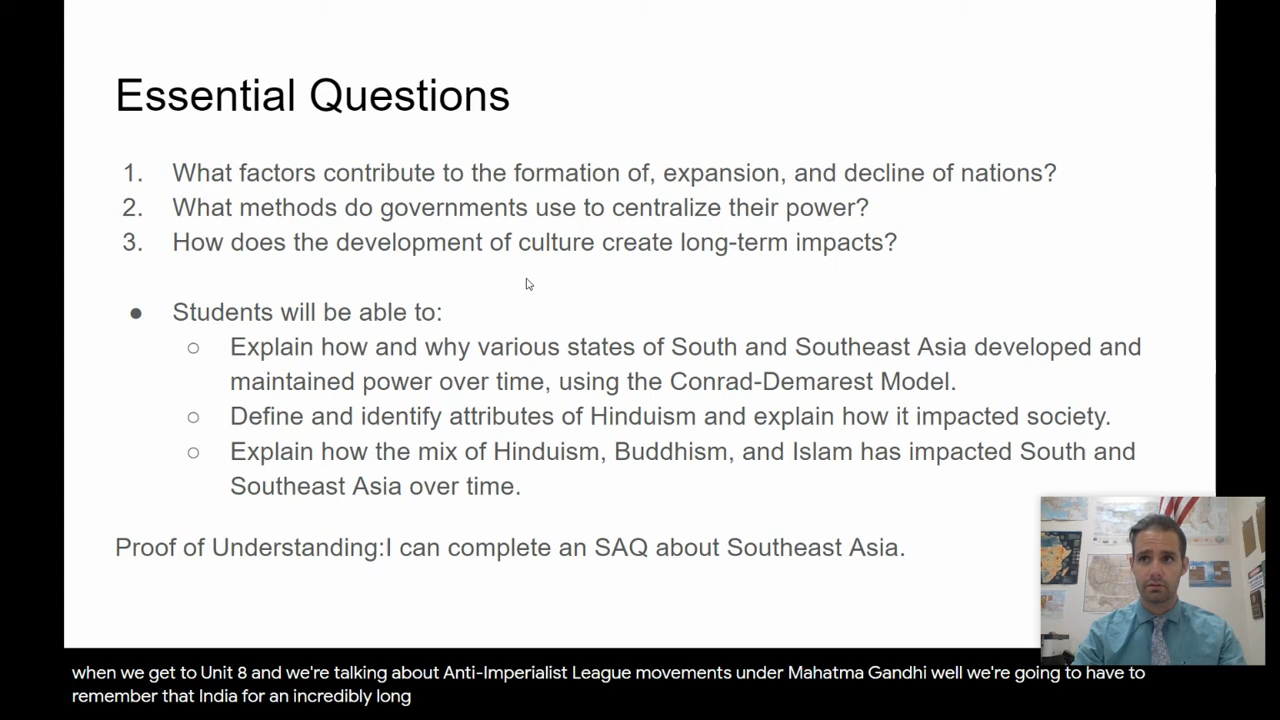 Essential Questions
1. What factors contribute to the formation of, expansion, and decline of nations?
2. What methods do governments use to centralize their power?
3. How does the development of culture create long-term impacts?
● Students will be able to:
○ Explain how and why various states of South and Southeast Asia developed and
maintained power over time, using the Conrad-Demarest Model.
○ Define and identify attributes of Hinduism and explain how it impacted society.
○ Explain how the mix of Hinduism, Buddhism, and Islam has impacted South and
Southeast Asia over time.
Proof of Understanding:I can complete an SAQ about Southeast Asia.
when we get to Unit 8 and we're talking about Anti-Imperialist League movements under Mahatma Gandhi well we're going to have to
remember that India for an incredibly long